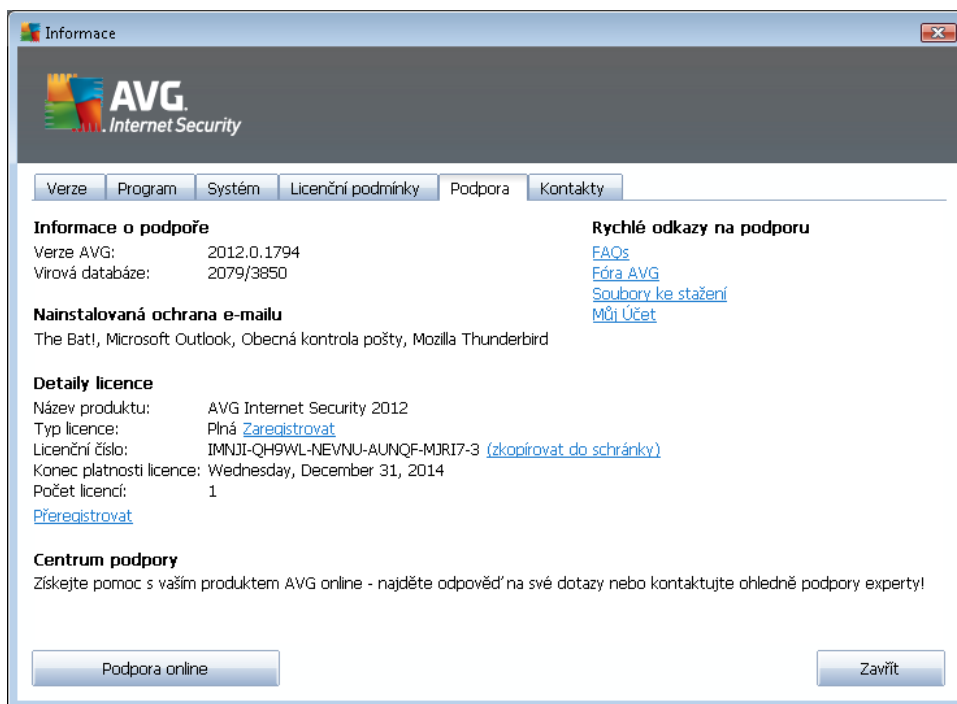 Informace
AVG.
Internet Security
Verze Program Systém Licenční podmínky Podpora Kontakty
Informace o podpoře
Verze AVG: 2012.0.1794
Virová databáze: 2079/3850
Nainstalovaná ochrana e-mailu
The Bat!, Microsoft Outlook, Obecná kontrola pošty, Mozilla Thunderbird
Detaily licence
Název produktu: AVG Internet Security 2012
Typ licence: Plná Zaregistrovat
Licenční číslo: IMNJI-QH9WL-NEVNU-AUNQF-MJRI7-3 (zkopírovat do schránky)
Konec platnosti licence: Wednesday, December 31, 2014
Počet licencí: 1
Přeregistrovat
Centrum podpory
Získejte pomoc s vaším produktem AVG online - najděte odpověď na své dotazy nebo kontaktujte ohledně podpory experty!
Rychlé odkazy na podporu
FAQs
Fóra AVG
Soubory ke stažení
Můj Účet
Podpora online
Zavřít